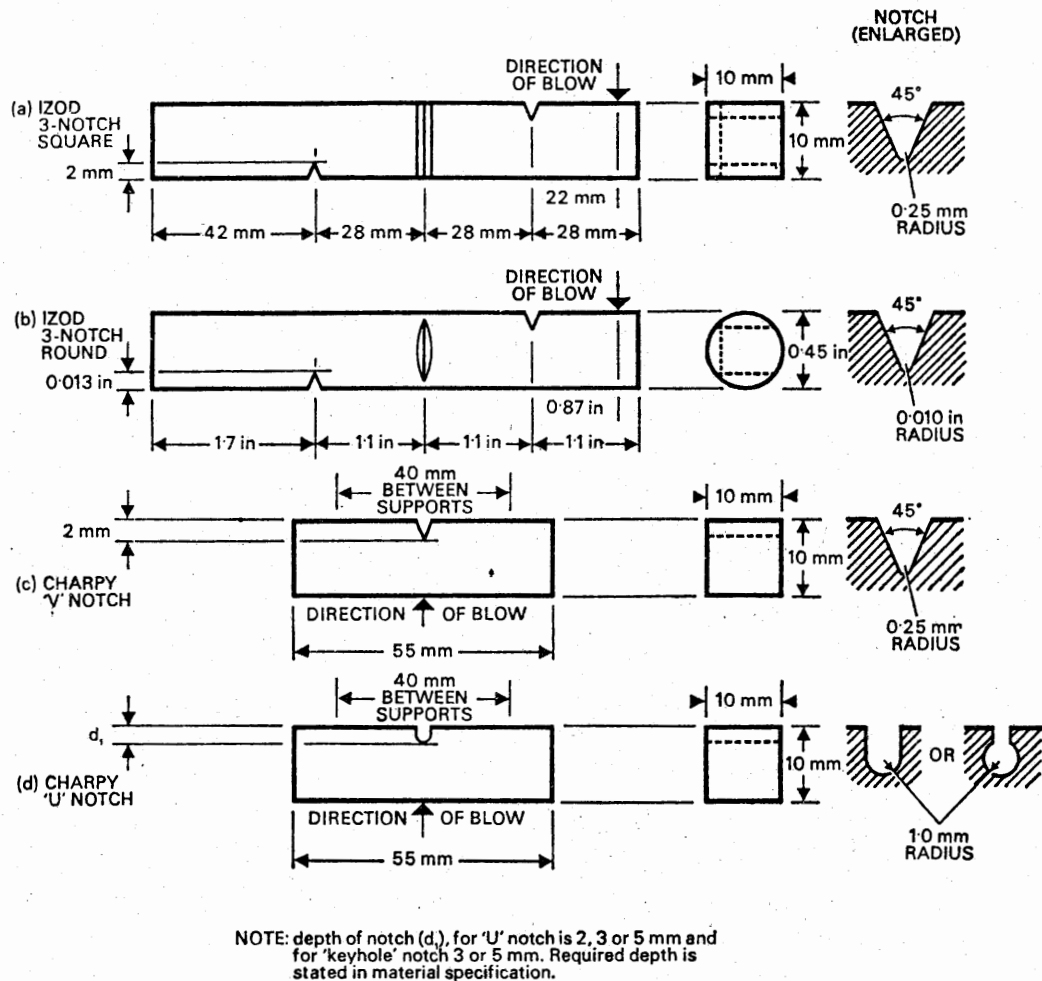 NOTCH
(ENLARGED)
DIRECTION
OF BLOW
10 mm
45°
(a) IZOD
3-NOTCH
SQUARE
2 mm
10 mm
22 mm
0·25 mm
RADIUS
42 mm
28 mm
28 mm
28 mm
DIRECTION
OF BLOW
45°
(b) IZOD
3-NOTCH
ROUND
0·45 in
0·013 in
0·87 in
0·010 in
RADIUS
1·7 in
1·1 in
1·1 in
1·1 in
40 mm
BETWEEN
SUPPORTS
10 mm
45°
2 mm
10 mm
(c) CHARPY
'V' NOTCH
DIRECTION OF BLOW
0·25 mm
RADIUS
55 mm
40 mm
BETWEEN
SUPPORTS
10 mm
d₁
10 mm
OR
(d) CHARPY
'U' NOTCH
DIRECTION OF BLOW
1·0 mm
RADIUS
55 mm
NOTE: depth of notch (d₁), for 'U' notch is 2, 3 or 5 mm and
for 'keyhole' notch 3 or 5 mm. Required depth is
stated in material specification.